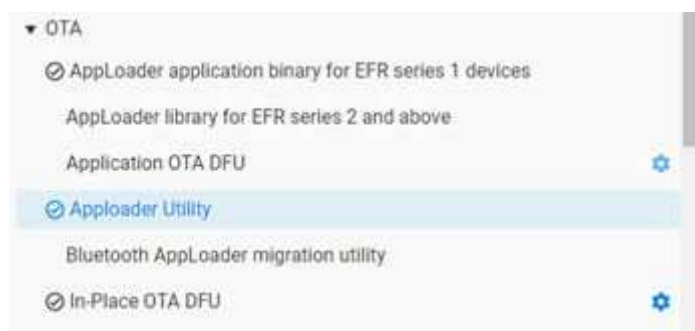 OTA
AppLoader application binary for EFR series 1 devices
AppLoader library for EFR series 2 and above
Application OTA DFU
Apploader Utility
Bluetooth AppLoader migration utility
In-Place OTA DFU